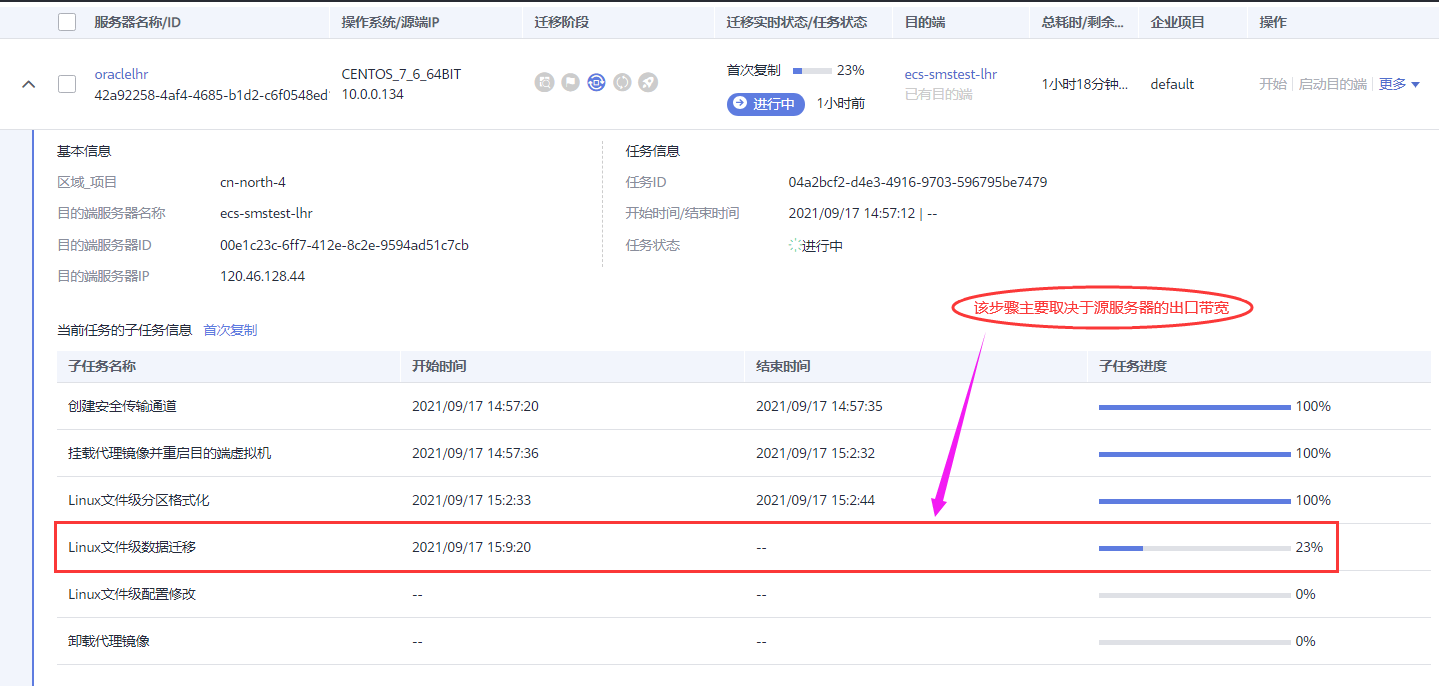 服务器名称/ID 操作系统/源端IP 迁移阶段 迁移实时状态/任务状态 目的端 总耗时/剩余... 企业项目 操作
oraclelhr
42a92258-4af4-4685-b1d2-c6f0548ed
CENTOS_7_6_64BIT
10.0.0.134
首次复制 23%
进行中 1小时前
ecs-smstest-lhr
已有目的端
1小时18分钟... default 开始 启动目的端 更多
基本信息
区域_项目 cn-north-4
目的端服务器名称 ecs-smstest-lhr
目的端服务器ID 00e1c23c-6ff7-412e-8c2e-9594ad51c7cb
目的端服务器IP 120.46.128.44
任务信息
任务ID 04a2bcf2-d4e3-4916-9703-596795be7479
开始时间/结束时间 2021/09/17 14:57:12 | --
任务状态 进行中
该步骤主要取决于源服务器的出口带宽
当前任务的子任务信息 首次复制
子任务名称 开始时间 结束时间 子任务进度
创建安全传输通道 2021/09/17 14:57:20 2021/09/17 14:57:35 100%
挂载代理镜像并重启目的端虚拟机 2021/09/17 14:57:36 2021/09/17 15:2:32 100%
Linux文件级分区格式化 2021/09/17 15:2:33 2021/09/17 15:2:44 100%
Linux文件级数据迁移 2021/09/17 15:9:20 -- 23%
Linux文件级配置修改 -- -- 0%
卸载代理镜像 -- -- 0%